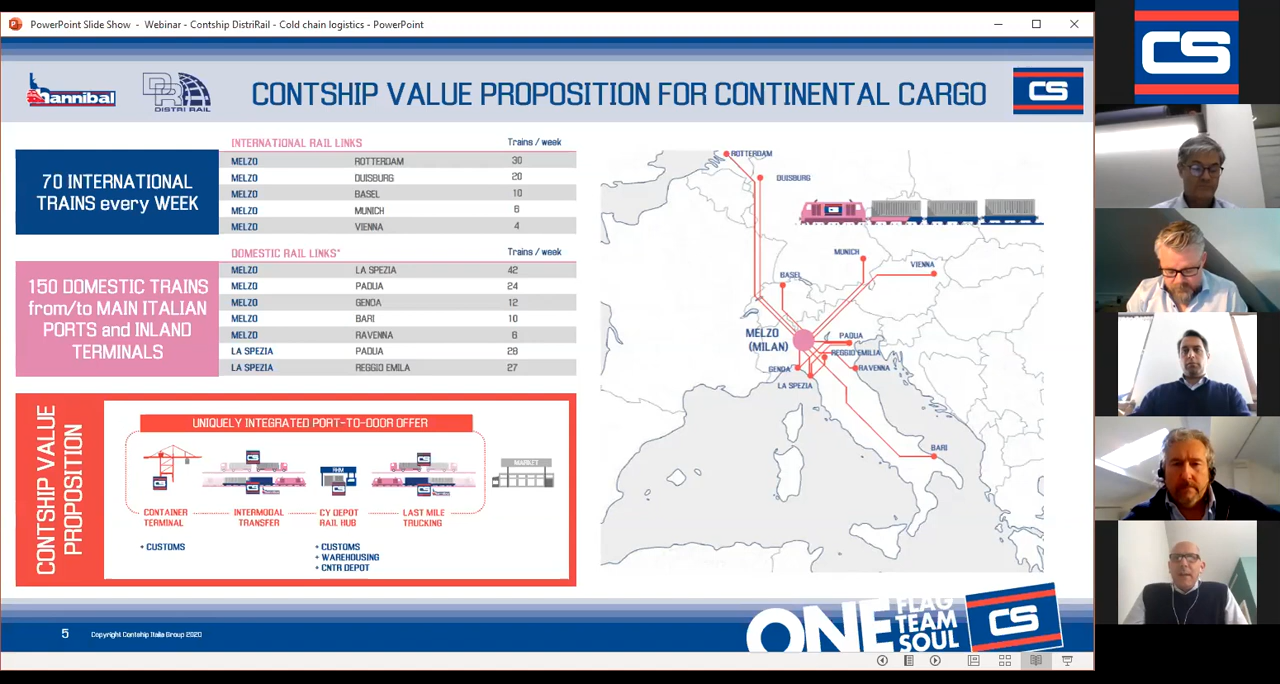 PowerPoint Slide Show - Webinar - Contship DistriRail - Cold chain logistics - PowerPoint
CS
hannibal
DR
DISTRI RAIL
CONTSHIP VALUE PROPOSITION FOR CONTINENTAL CARGO
CS
70 INTERNATIONAL
TRAINS every WEEK
INTERNATIONAL RAIL LINKS Trains / week
MELZO ROTTERDAM 30
MELZO DUISBURG 20
MELZO BASEL 10
MELZO MUNICH 6
MELZO VIENNA 4
150 DOMESTIC TRAINS
from/to MAIN ITALIAN
PORTS and INLAND
TERMINALS
DOMESTIC RAIL LINKS* Trains / week
MELZO LA SPEZIA 42
MELZO PADUA 24
MELZO GENOA 12
MELZO BARI 10
MELZO RAVENNA 6
LA SPEZIA PADUA 28
LA SPEZIA REGGIO EMILA 27
ROTTERDAM
DUISBURG
MUNICH
VIENNA
BASEL
MELZO
(MILAN)
PADUA
REGGIO EMILIA
GENOA
RAVENNA
LA SPEZIA
BARI
CONTSHIP VALUE
PROPOSITION
UNIQUELY INTEGRATED PORT-TO-DOOR OFFER
RHM
MARKET
CONTAINER
TERMINAL
INTERMODAL
TRANSFER
CY DEPOT
RAIL HUB
LAST MILE
TRUCKING
+ CUSTOMS
+ CUSTOMS
+ WAREHOUSING
+ CNTR DEPOT
5 Copyright Contship Italia Group 2020
ONE
FLAG
TEAM
SOUL
CS